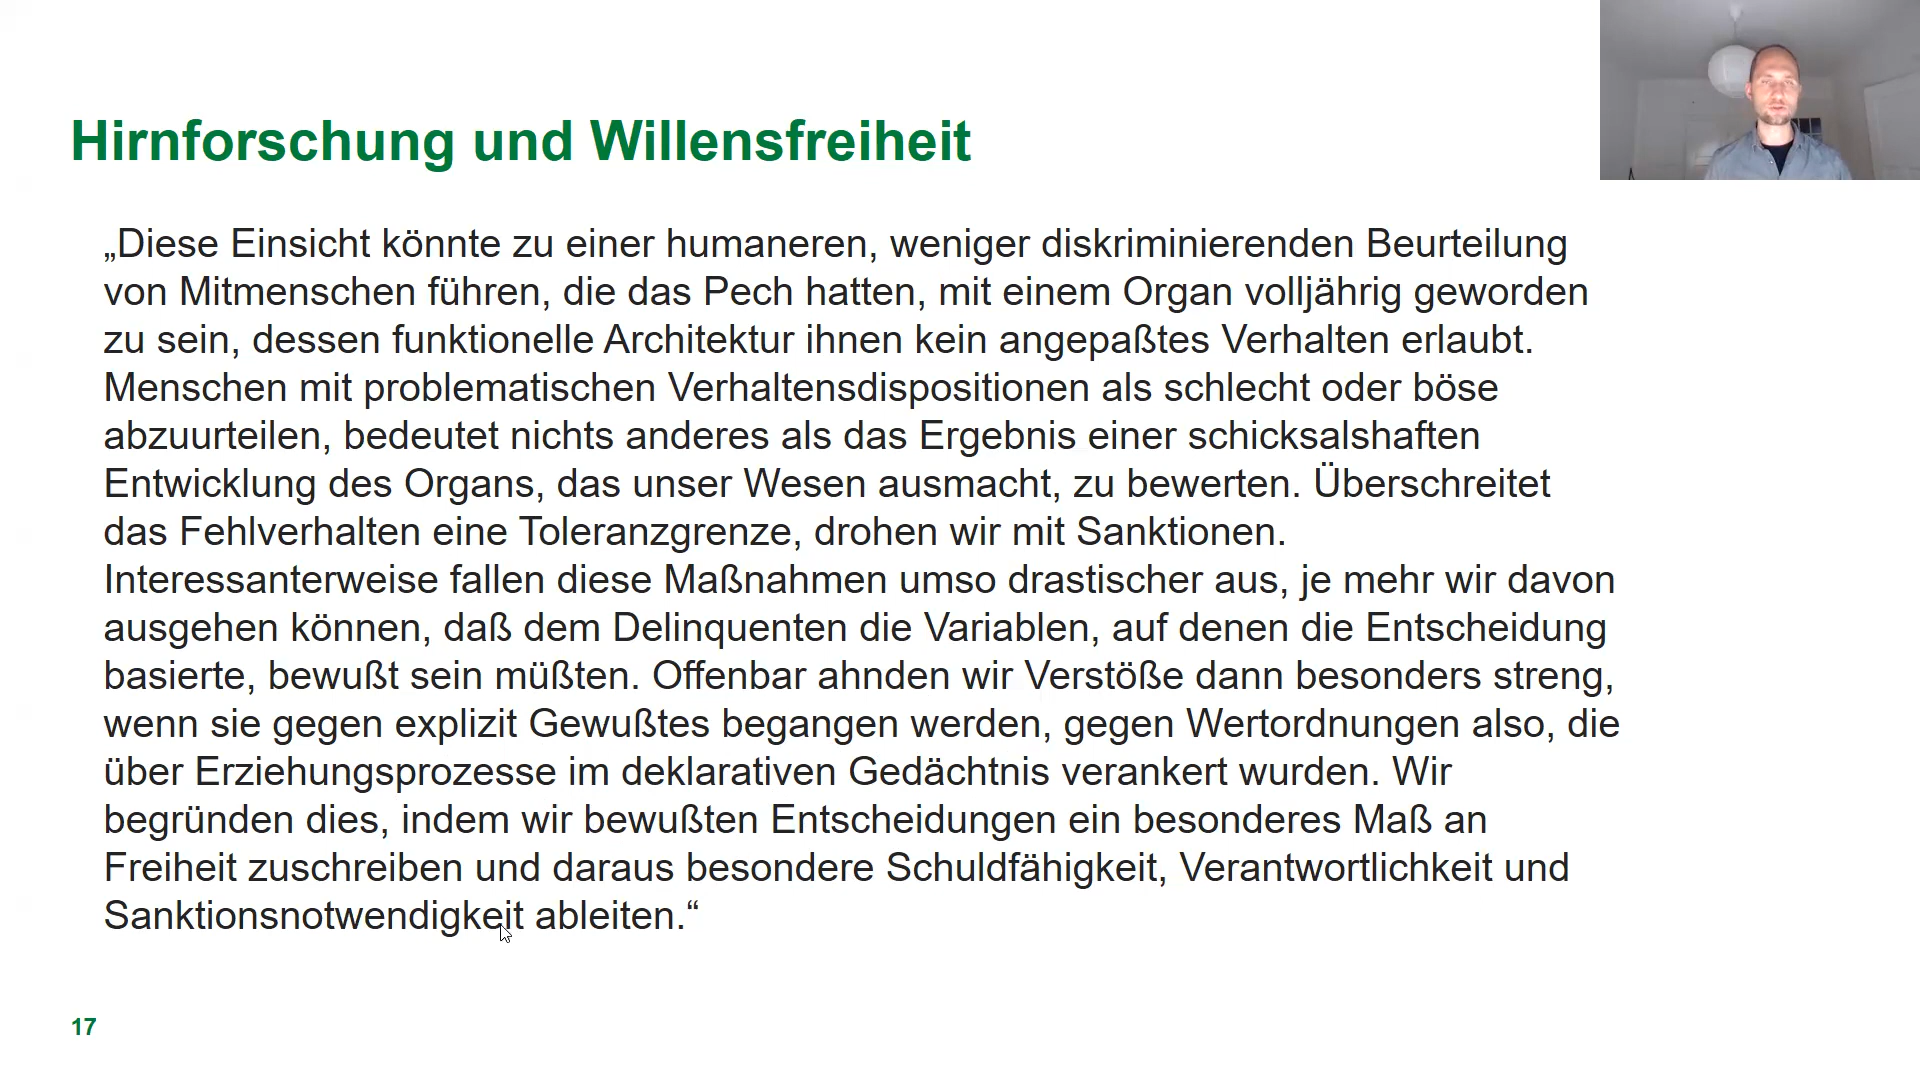 Hirnforschung und Willensfreiheit
„Diese Einsicht könnte zu einer humaneren, weniger diskriminierenden Beurteilung
von Mitmenschen führen, die das Pech hatten, mit einem Organ volljährig geworden
zu sein, dessen funktionelle Architektur ihnen kein angepaßtes Verhalten erlaubt.
Menschen mit problematischen Verhaltensdispositionen als schlecht oder böse
abzuurteilen, bedeutet nichts anderes als das Ergebnis einer schicksalshaften
Entwicklung des Organs, das unser Wesen ausmacht, zu bewerten. Überschreitet
das Fehlverhalten eine Toleranzgrenze, drohen wir mit Sanktionen.
Interessanterweise fallen diese Maßnahmen umso drastischer aus, je mehr wir davon
ausgehen können, daß dem Delinquenten die Variablen, auf denen die Entscheidung
basierte, bewußt sein müßten. Offenbar ahnden wir Verstöße dann besonders streng,
wenn sie gegen explizit Gewußtes begangen werden, gegen Wertordnungen also, die
über Erziehungsprozesse im deklarativen Gedächtnis verankert wurden. Wir
begründen dies, indem wir bewußten Entscheidungen ein besonderes Maß an
Freiheit zuschreiben und daraus besondere Schuldfähigkeit, Verantwortlichkeit und
Sanktionsnotwendigkeit ableiten.“
17